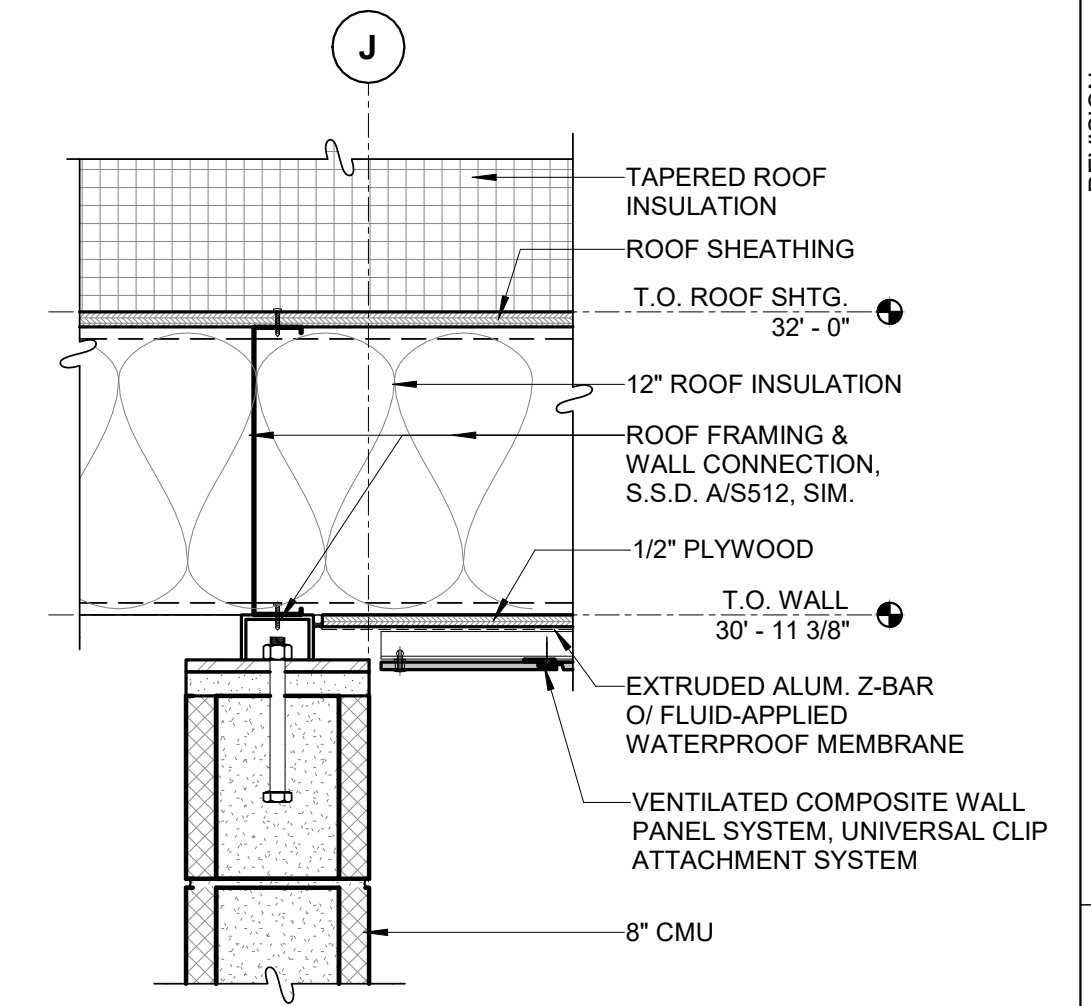 J
TAPERED ROOF
INSULATION
ROOF SHEATHING
T.O. ROOF SHTG.
32' - 0"
12" ROOF INSULATION
ROOF FRAMING &
WALL CONNECTION,
S.S.D. A/S512, SIM.
1/2" PLYWOOD
T.O. WALL
30' - 11 3/8"
EXTRUDED ALUM. Z-BAR
O/ FLUID-APPLIED
WATERPROOF MEMBRANE
VENTILATED COMPOSITE WALL
PANEL SYSTEM, UNIVERSAL CLIP
ATTACHMENT SYSTEM
8" CMU
REVISION